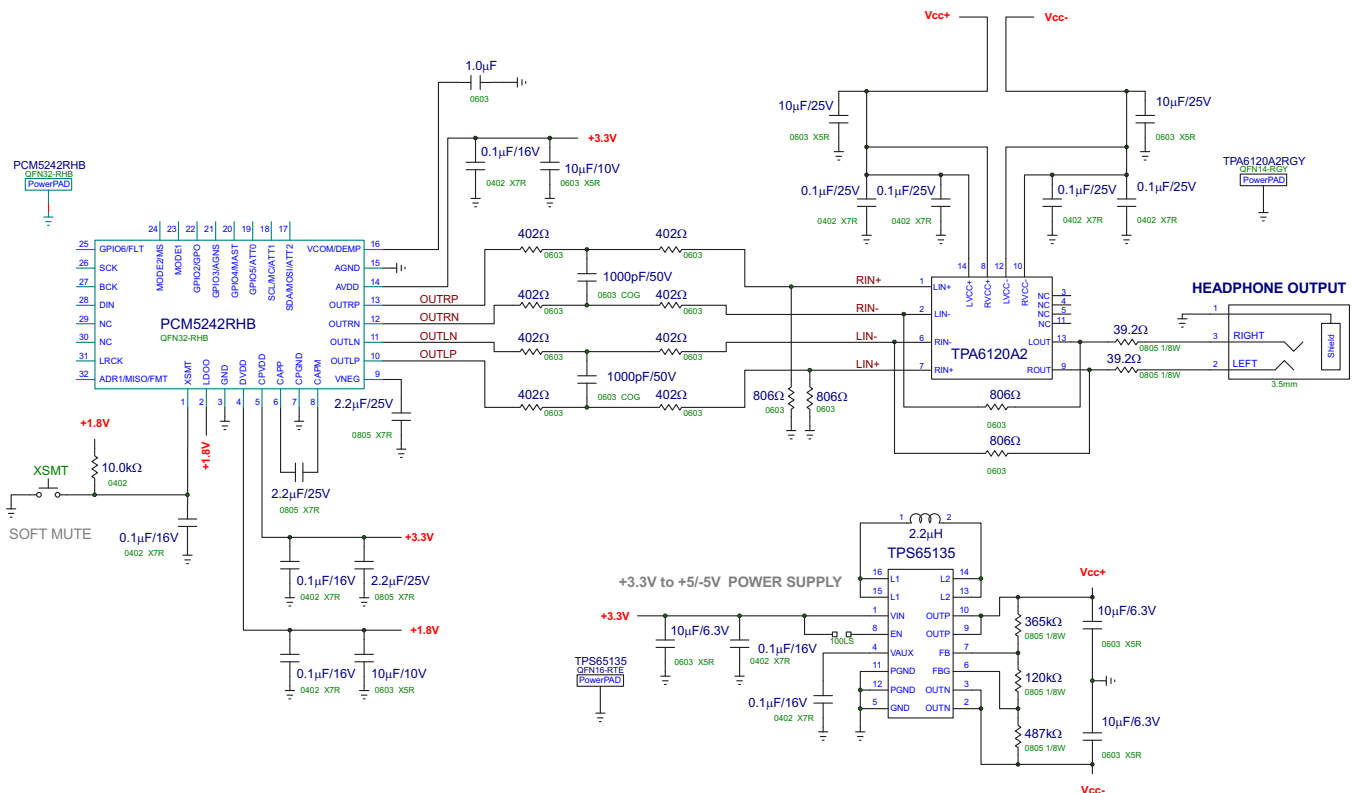 Vcc+
Vcc-
1.0µF
0603
10µF/25V
0603 X5R
10µF/25V
0603 X5R
+3.3V
0.1µF/16V
0402 X7R
10µF/10V
0603 X5R
PCM5242RHB
QFN32-RHB
PowerPAD
TPA6120A2RGY
QFN14-RGY
PowerPAD
0.1µF/25V
0402 X7R
0.1µF/25V
0402 X7R
0.1µF/25V
0402 X7R
0.1µF/25V
0402 X7R
24
23
22
21
20
19
18
17
MODE2/MS
MODE1
GPIO2/GPO
GPIO3/AGNS
GPIO4/MAST
GPIO5/ATT0
SCL/MC/ATT1
SDA/MOSI/ATT2
25 GPIO6/FLT
26 SCK
27 BCK
28 DIN
29 NC
30 NC
31 LRCK
32 ADR1/MISO/FMT
VCOM/DEMP 16
AGND 15
AVDD 14
OUTRP 13
OUTRN 12
OUTLN 11
OUTLP 10
VNEG 9
PCM5242RHB
QFN32-RHB
XSMT
LDOO
GND
DVDD
CPVDD
CAPP
CPGND
CAPM
1
2
3
4
5
6
7
8
OUTRP
OUTRN
OUTLN
OUTLP
402Ω
0603
402Ω
0603
1000pF/50V
0603 COG
402Ω
0603
402Ω
0603
402Ω
0603
402Ω
0603
1000pF/50V
0603 COG
402Ω
0603
402Ω
0603
RIN+
RIN-
LIN-
LIN+
806Ω
0603
806Ω
0603
14
8
12
10
LVCC+
RVCC+
LVCC-
RVCC-
1 LIN+
2 LIN-
6 RIN-
7 RIN+
NC 3
NC 4
NC 5
NC 11
LOUT 13
ROUT 9
TPA6120A2
39.2Ω
0805 1/8W
39.2Ω
0805 1/8W
806Ω
0603
806Ω
0603
HEADPHONE OUTPUT
1
3 RIGHT
2 LEFT
Shield
3.5mm
2.2µF/25V
0805 X7R
+1.8V
10.0kΩ
0402
+1.8V
XSMT
SOFT MUTE
0.1µF/16V
0402 X7R
2.2µF/25V
0805 X7R
+3.3V
0.1µF/16V
0402 X7R
2.2µF/25V
0805 X7R
+1.8V
0.1µF/16V
0402 X7R
10µF/10V
0603 X5R
1
2
2.2µH
TPS65135
+3.3V to +5/-5V POWER SUPPLY
+3.3V
10µF/6.3V
0603 X5R
0.1µF/16V
0402 X7R
100LS
0.1µF/16V
0402 X7R
TPS65135
QFN16-RTE
PowerPAD
16 L1
15 L1
1 VIN
8 EN
4 VAUX
11 PGND
12 PGND
5 GND
L2 14
L2 13
OUTP 10
OUTP 9
FB 7
FBG 6
OUTN 3
OUTN 2
365kΩ
0805 1/8W
120kΩ
0805 1/8W
487kΩ
0805 1/8W
Vcc+
10µF/6.3V
0603 X5R
10µF/6.3V
0603 X5R
Vcc-